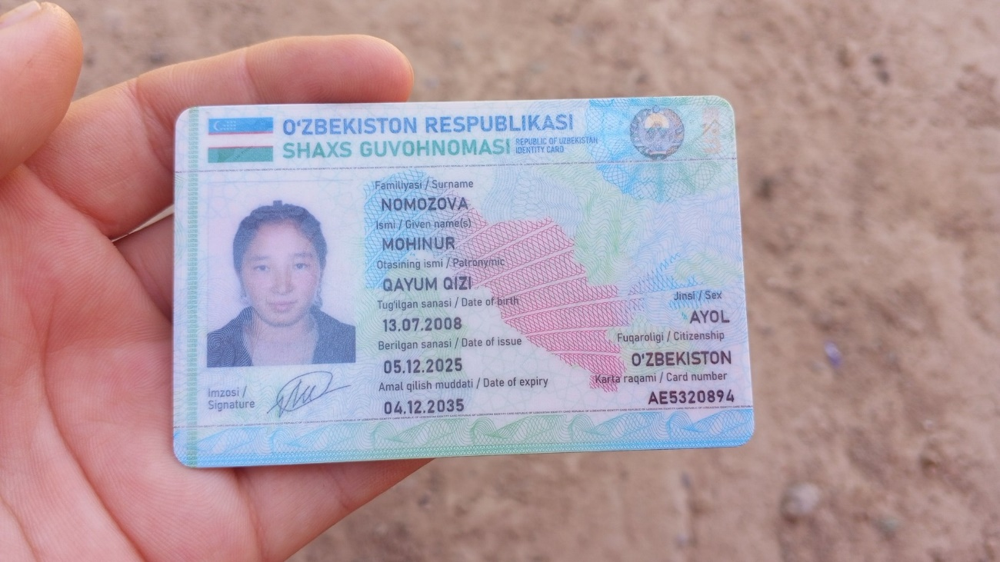 O‘ZBEKISTON RESPUBLIKASI
SHAXS GUVOHNOMASI
REPUBLIC OF UZBEKISTAN
IDENTITY CARD
Familiyasi / Surname
NOMOZOVA
Ismi / Given name(s)
MOHINUR
Otasining ismi / Patronymic
QAYUM QIZI
Tug‘ilgan sanasi / Date of birth
13.07.2008
Jinsi / Sex
AYOL
Berilgan sanasi / Date of issue
05.12.2025
Fuqaroligi / Citizenship
O‘ZBEKISTON
Amal qilish muddati / Date of expiry
04.12.2035
Karta raqami / Card number
AE5320894
Imzosi /
Signature